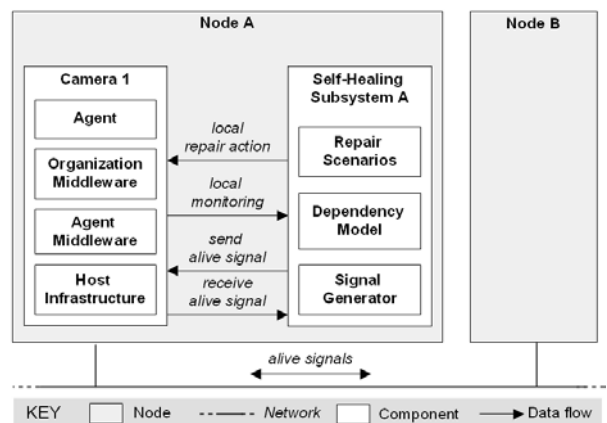 Node A
Node B
Camera 1
Agent
Organization
Middleware
Agent
Middleware
Host
Infrastructure
local
repair action
local
monitoring
send
alive signal
receive
alive signal
Self-Healing
Subsystem A
Repair
Scenarios
Dependency
Model
Signal
Generator
alive signals
KEY Node Network Component Data flow